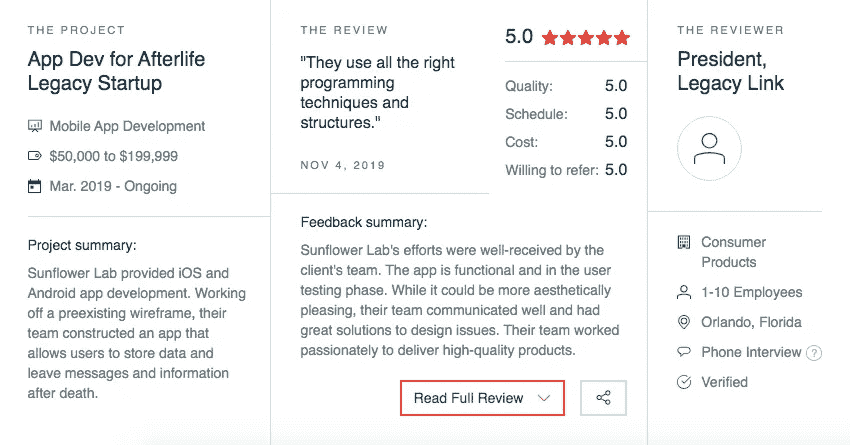 THE PROJECT
App Dev for Afterlife
Legacy Startup
Mobile App Development
$50,000 to $199,999
Mar. 2019 - Ongoing
Project summary:
Sunflower Lab provided iOS and
Android app development. Working
off a preexisting wireframe, their
team constructed an app that
allows users to store data and
leave messages and information
after death.
THE REVIEW
"They use all the right
programming
techniques and
structures."
NOV 4, 2019
5.0
Quality: 5.0
Schedule: 5.0
Cost: 5.0
Willing to refer: 5.0
Feedback summary:
Sunflower Lab's efforts were well-received by the
client's team. The app is functional and in the user
testing phase. While it could be more aesthetically
pleasing, their team communicated well and had
great solutions to design issues. Their team worked
passionately to deliver high-quality products.
Read Full Review
THE REVIEWER
President,
Legacy Link
Consumer
Products
1-10 Employees
Orlando, Florida
Phone Interview ?
Verified